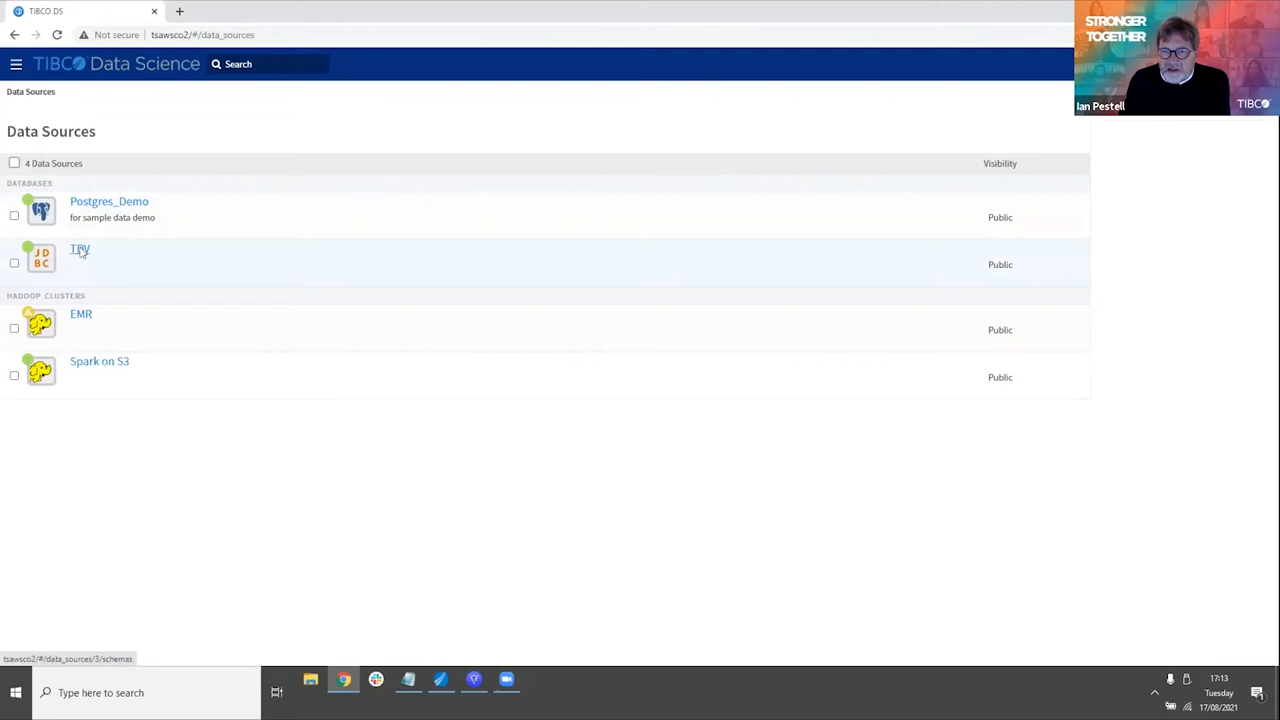 TIBCO DS
Not secure
tsawsco2/#/data_sources
TIBCO Data Science
Search
STRONGER
TOGETHER
Ian Pestell
TIBCO
Data Sources
Data Sources
4 Data Sources
Visibility
DATABASES
Postgres_Demo
for sample data demo
Public
JD
BC
Public
HADOOP CLUSTERS
EMR
Public
Spark on S3
Public
tsawsco2/#/data_sources/3/schemas
Type here to search
17:13
Tuesday
17/08/2021